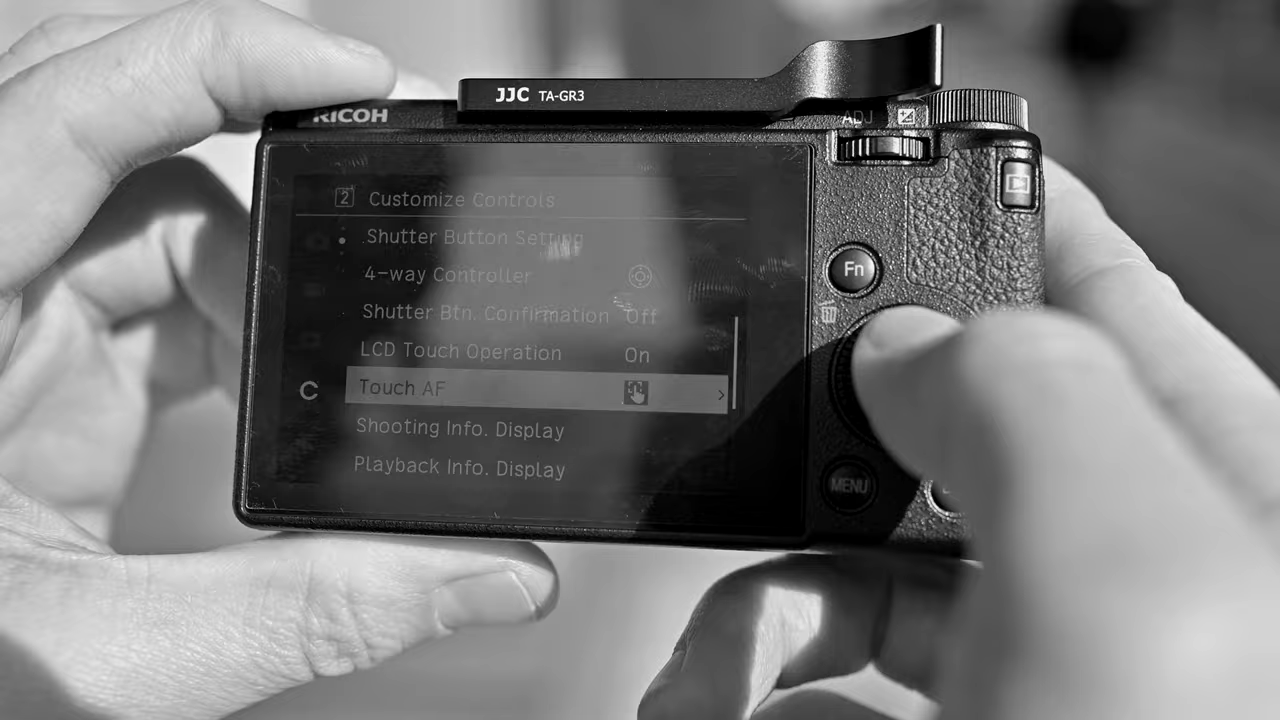 JJC TA-GR3
RICOH
ADJ
2 Customize Controls
Shutter Button Setting
4-way Controller
Fn
Shutter Btn. Confirmation Off
LCD Touch Operation On
C
Touch AF >
Shooting Info. Display
Playback Info. Display
MENU